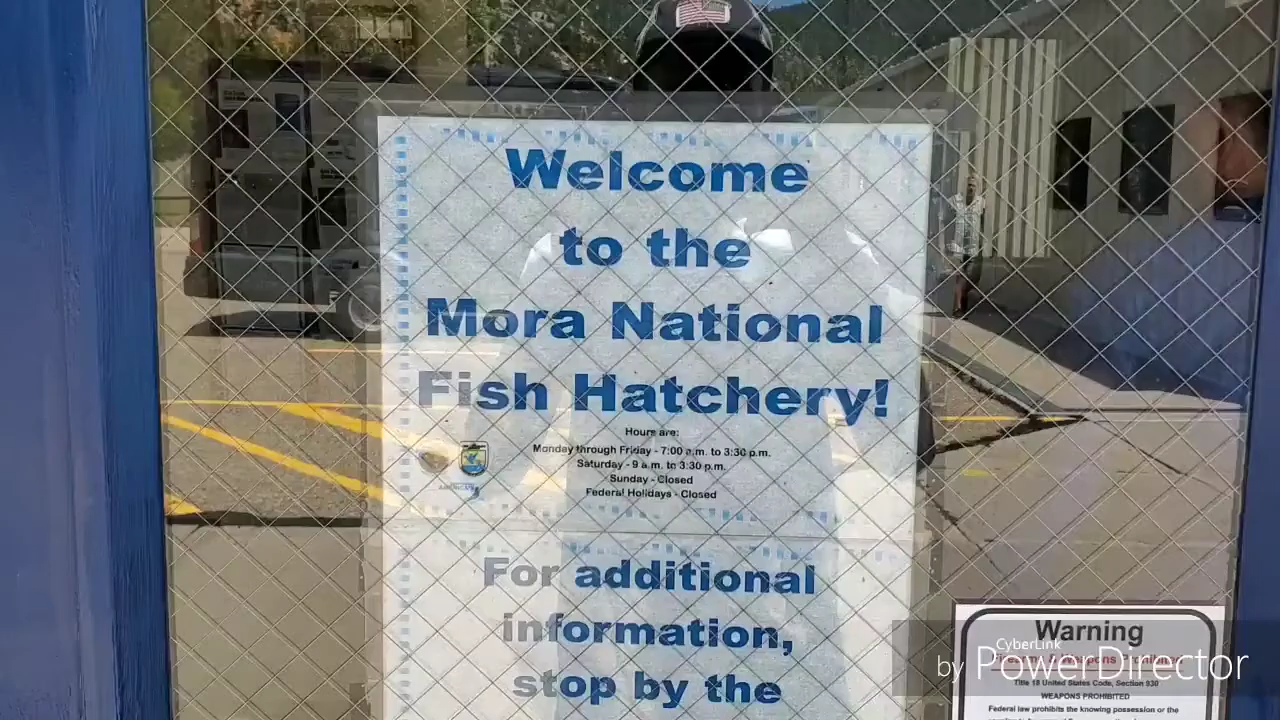 Welcome
to the
Mora National
Fish Hatchery!
Hours are:
Monday through Friday - 7:00 a.m. to 3:30 p.m.
Saturday - 9 a.m. to 3:30 p.m.
Sunday - Closed
Federal Holidays - Closed
For additional
information,
stop by the
Warning
Title 18 United States Code, Section 930
WEAPONS PROHIBITED
Federal law prohibits the knowing possession or the
CyberLink
by PowerDirector